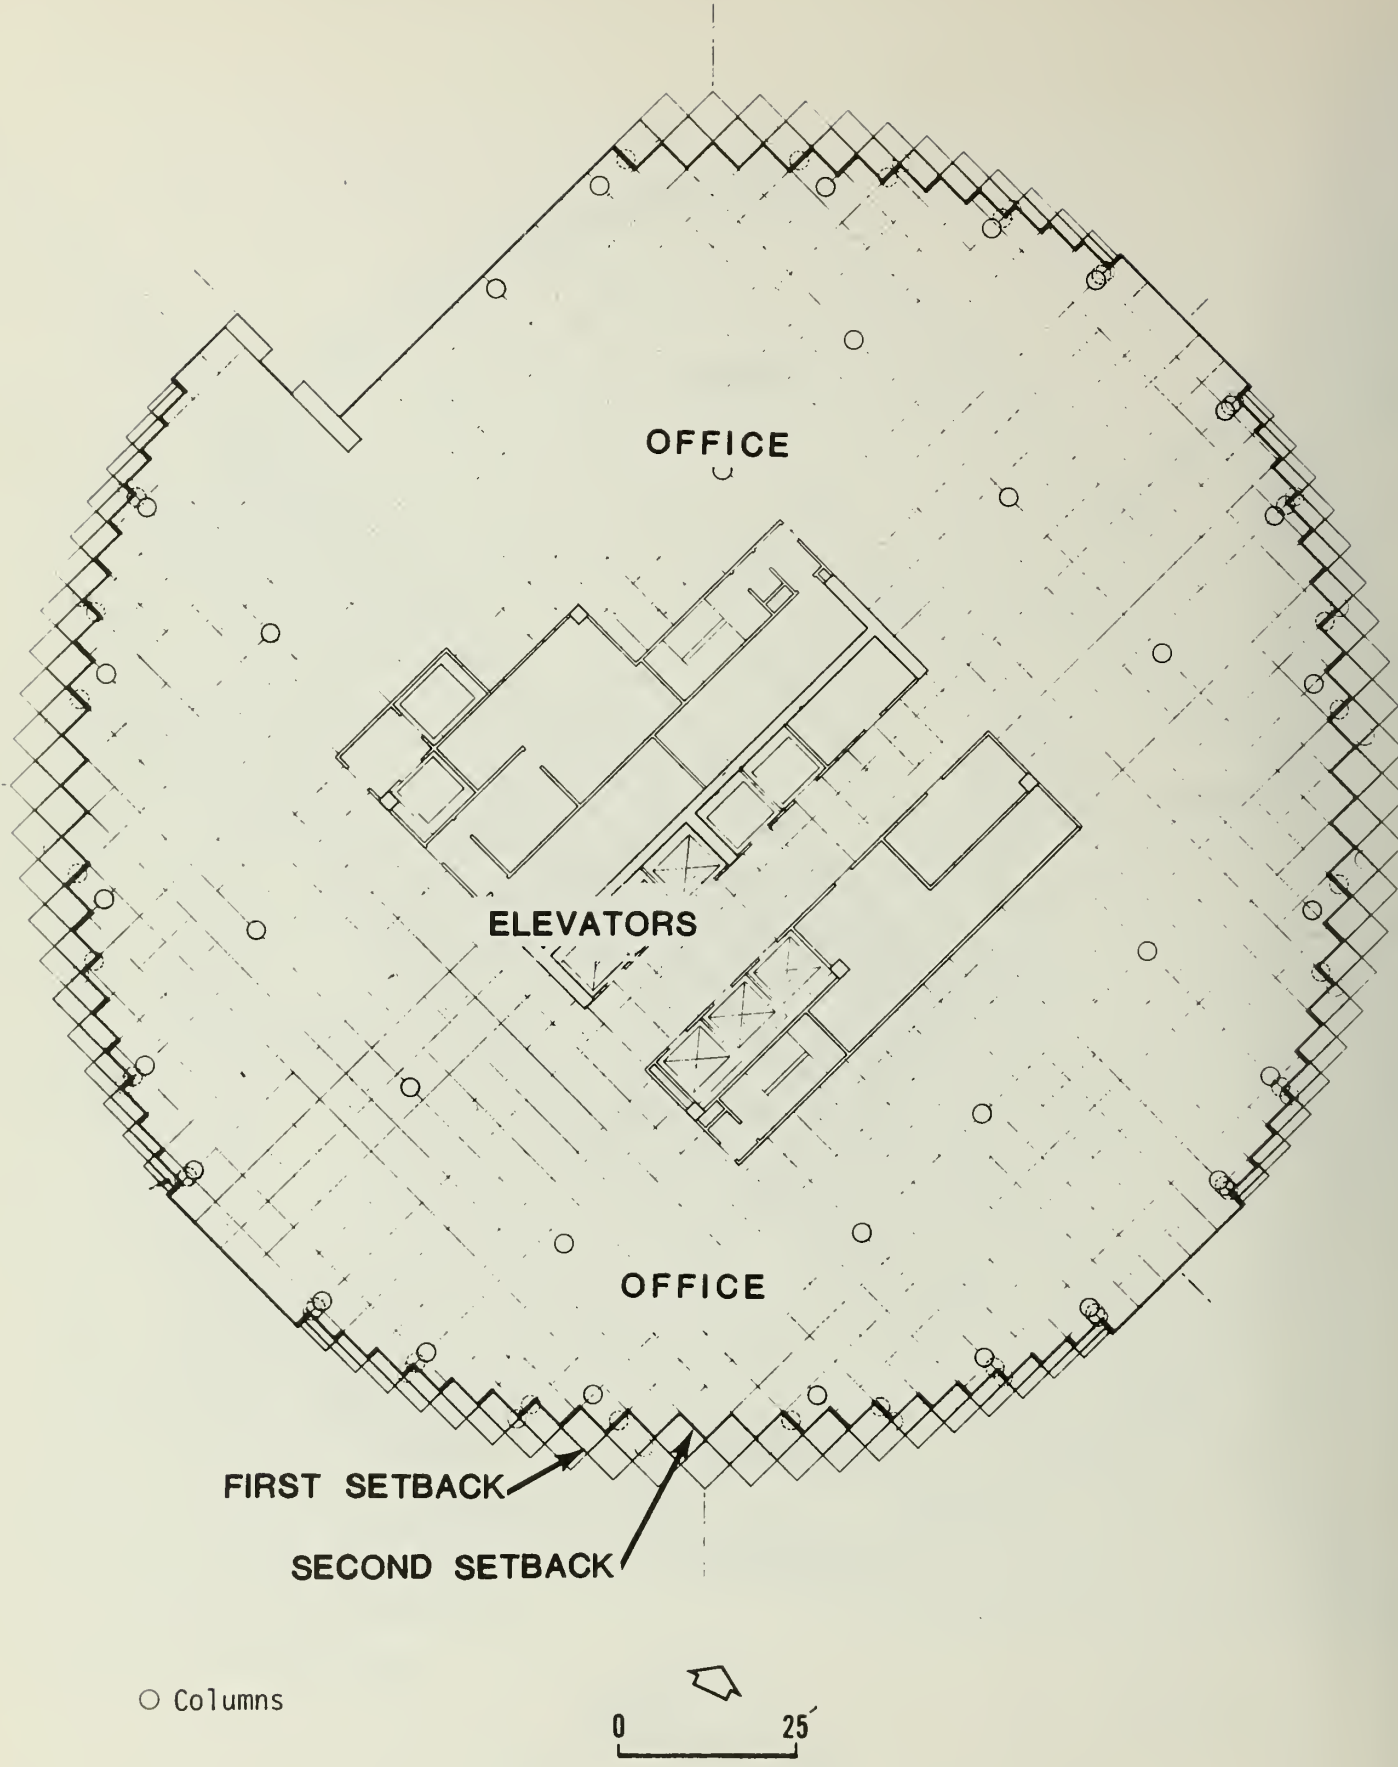 OFFICE
ELEVATORS
OFFICE
FIRST SETBACK
SECOND SETBACK
○ Columns
0 25′